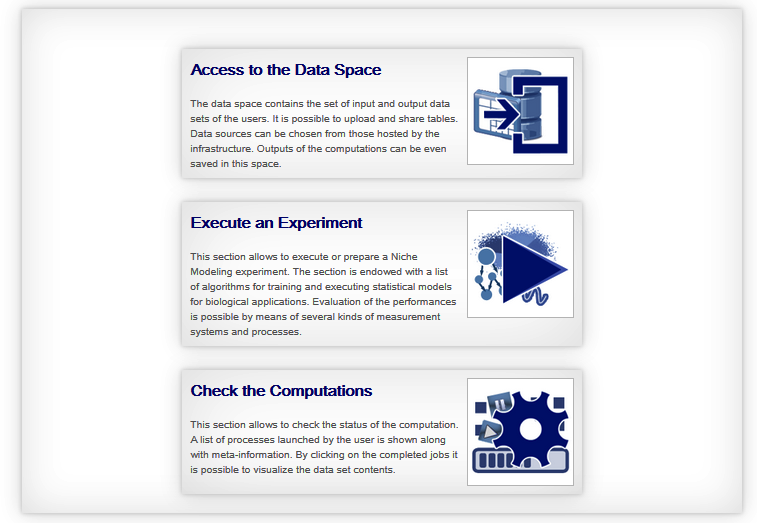 Access to the Data Space
The data space contains the set of input and output data
sets of the users. It is possible to upload and share tables.
Data sources can be chosen from those hosted by the
infrastructure. Outputs of the computations can be even
saved in this space.
Execute an Experiment
This section allows to execute or prepare a Niche
Modeling experiment. The section is endowed with a list
of algorithms for training and executing statistical models
for biological applications. Evaluation of the performances
is possible by means of several kinds of measurement
systems and processes.
Check the Computations
This section allows to check the status of the computation.
A list of processes launched by the user is shown along
with meta-information. By clicking on the completed jobs it
is possible to visualize the data set contents.